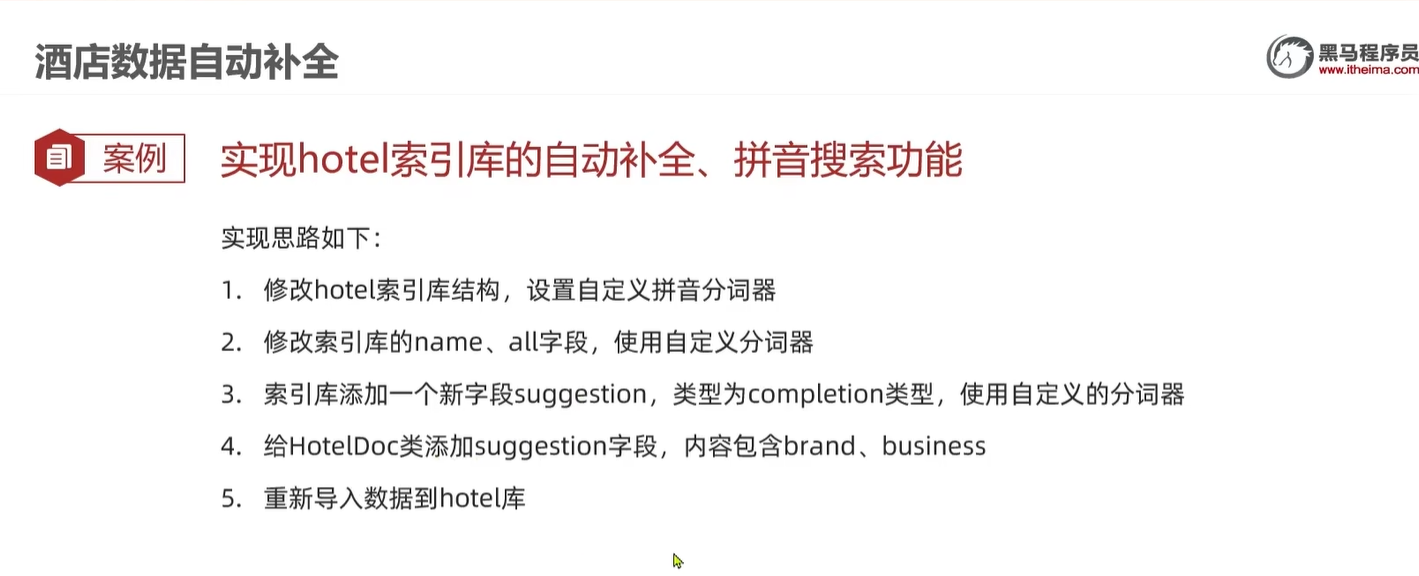 酒店数据自动补全
黑马程序员
www.itheima.com
案例
实现hotel索引库的自动补全、拼音搜索功能
实现思路如下：
1. 修改hotel索引库结构，设置自定义拼音分词器
2. 修改索引库的name、all字段，使用自定义分词器
3. 索引库添加一个新字段suggestion，类型为completion类型，使用自定义的分词器
4. 给HotelDoc类添加suggestion字段，内容包含brand、business
5. 重新导入数据到hotel库